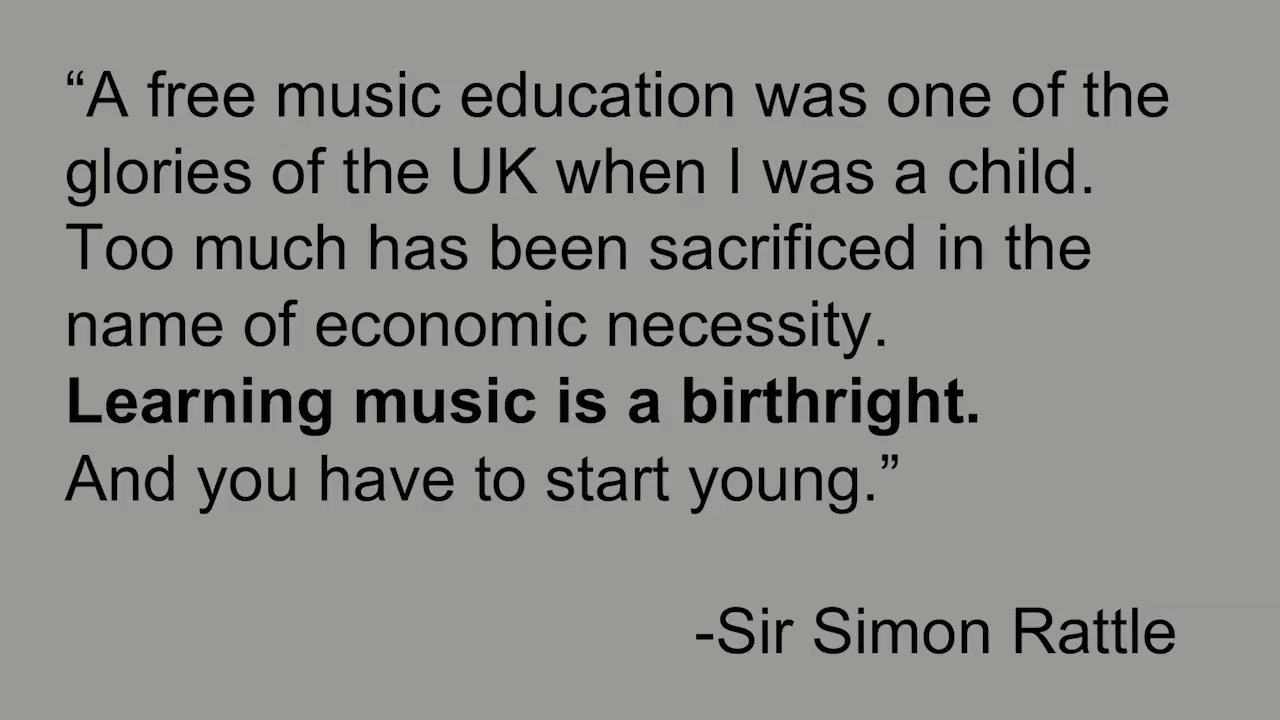 “A free music education was one of the
glories of the UK when I was a child.
Too much has been sacrificed in the
name of economic necessity.
Learning music is a birthright.
And you have to start young.”
-Sir Simon Rattle